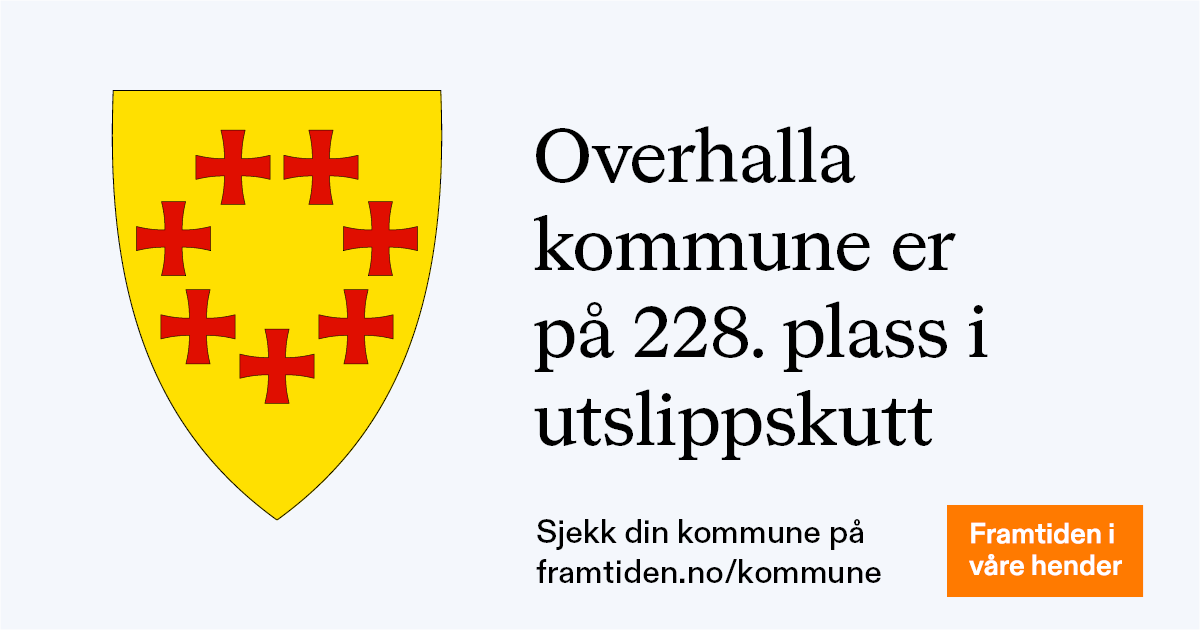 Overhalla
kommune er
på 228. plass i
utslippskutt
Sjekk din kommune på
framtiden.no/kommune
Framtiden i
våre hender